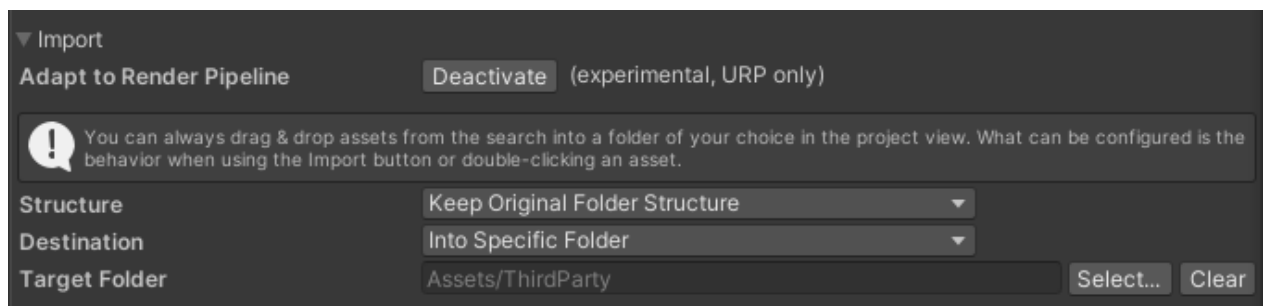 Import
Adapt to Render Pipeline Deactivate (experimental, URP only)
You can always drag & drop assets from the search into a folder of your choice in the project view. What can be configured is the
behavior when using the Import button or double-clicking an asset.
Structure Keep Original Folder Structure
Destination Into Specific Folder
Target Folder Assets/ThirdParty Select... Clear